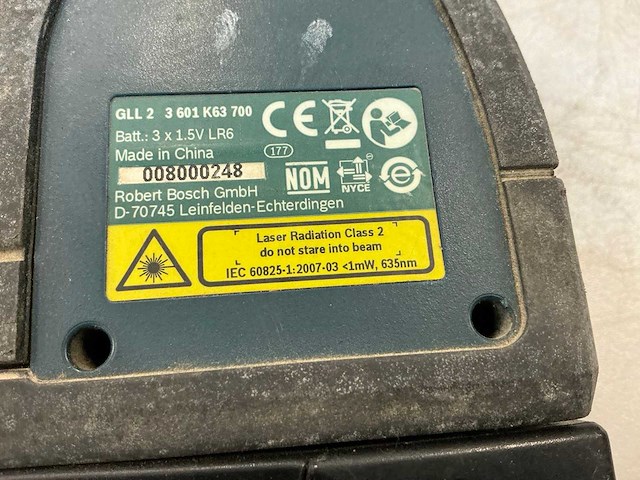 GLL 2 3 601 K63 700
Batt.: 3 x 1.5V LR6
Made in China
177
008000248
Robert Bosch GmbH
D-70745 Leinfelden-Echterdingen
CE
NOM
NYCE
e
Laser Radiation Class 2
do not stare into beam
IEC 60825-1:2007-03 <1mW, 635nm